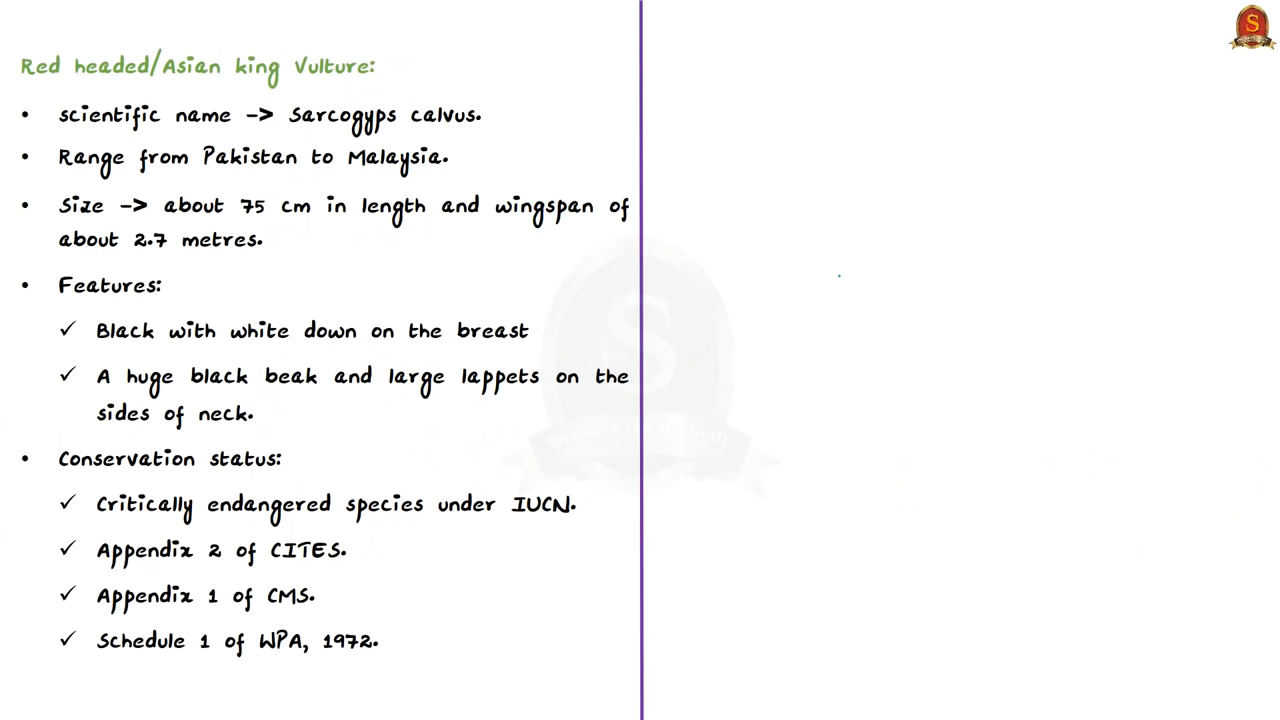 Red headed/Asian king Vulture:
• scientific name -> Sarcogyps calvus.
• Range from Pakistan to Malaysia.
• Size -> about 75 cm in length and wingspan of
about 2.7 metres.
• Features:
✓ Black with white down on the breast
✓ A huge black beak and large lappets on the
sides of neck.
• Conservation status:
✓ Critically endangered species under IUCN.
✓ Appendix 2 of CITES.
✓ Appendix 1 of CMS.
✓ Schedule 1 of WPA, 1972.
S
S